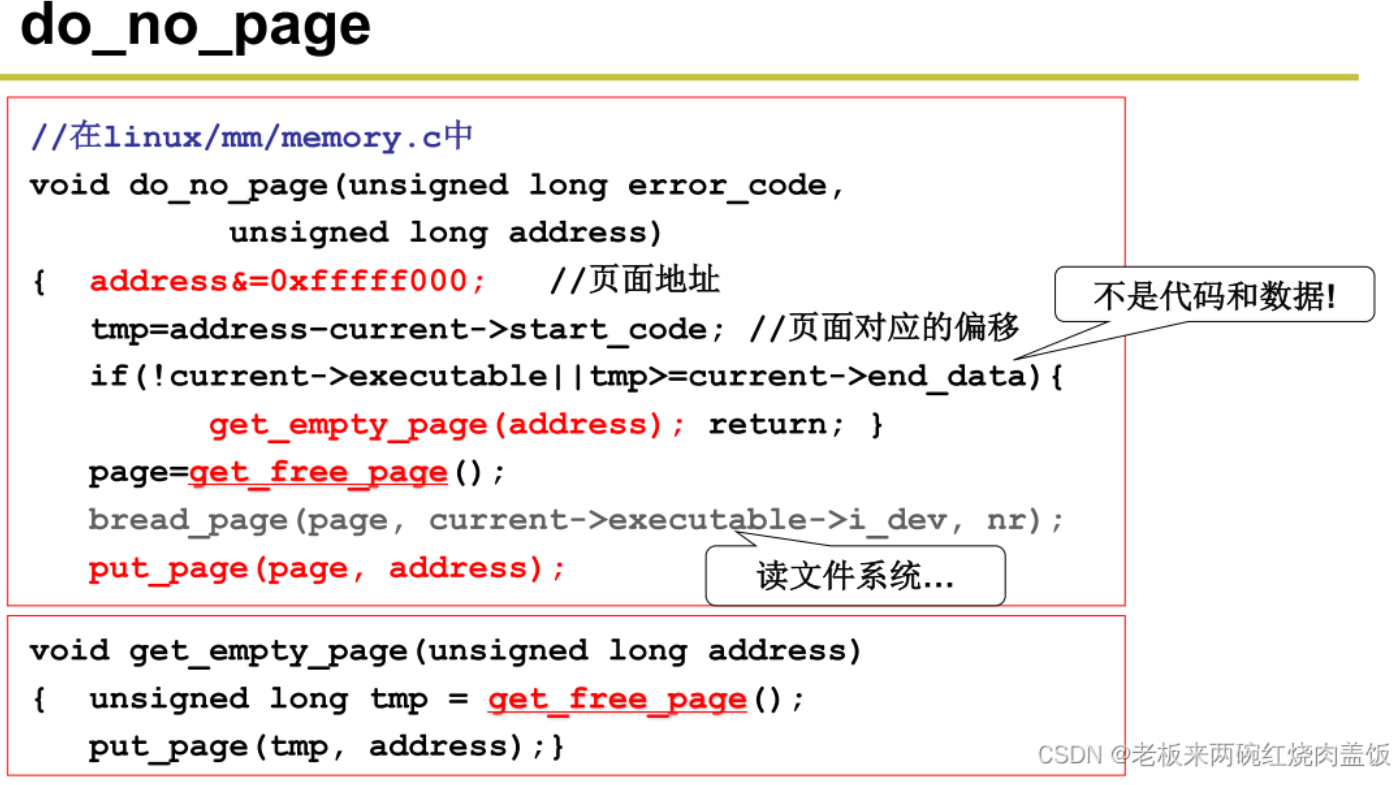 do_no_page
//在linux/mm/memory.c中
void do_no_page(unsigned long error_code,
unsigned long address)
{ address&=0xfffff000; //页面地址
不是代码和数据!
tmp=address-current->start_code; //页面对应的偏移
if(!current->executable||tmp>=current->end_data){
get_empty_page(address); return; }
page=get_free_page();
bread_page(page, current->executable->i_dev, nr);
put_page(page, address);
读文件系统…
void get_empty_page(unsigned long address)
{ unsigned long tmp = get_free_page();
put_page(tmp, address);}
CSDN @老板来两碗红烧肉盖饭